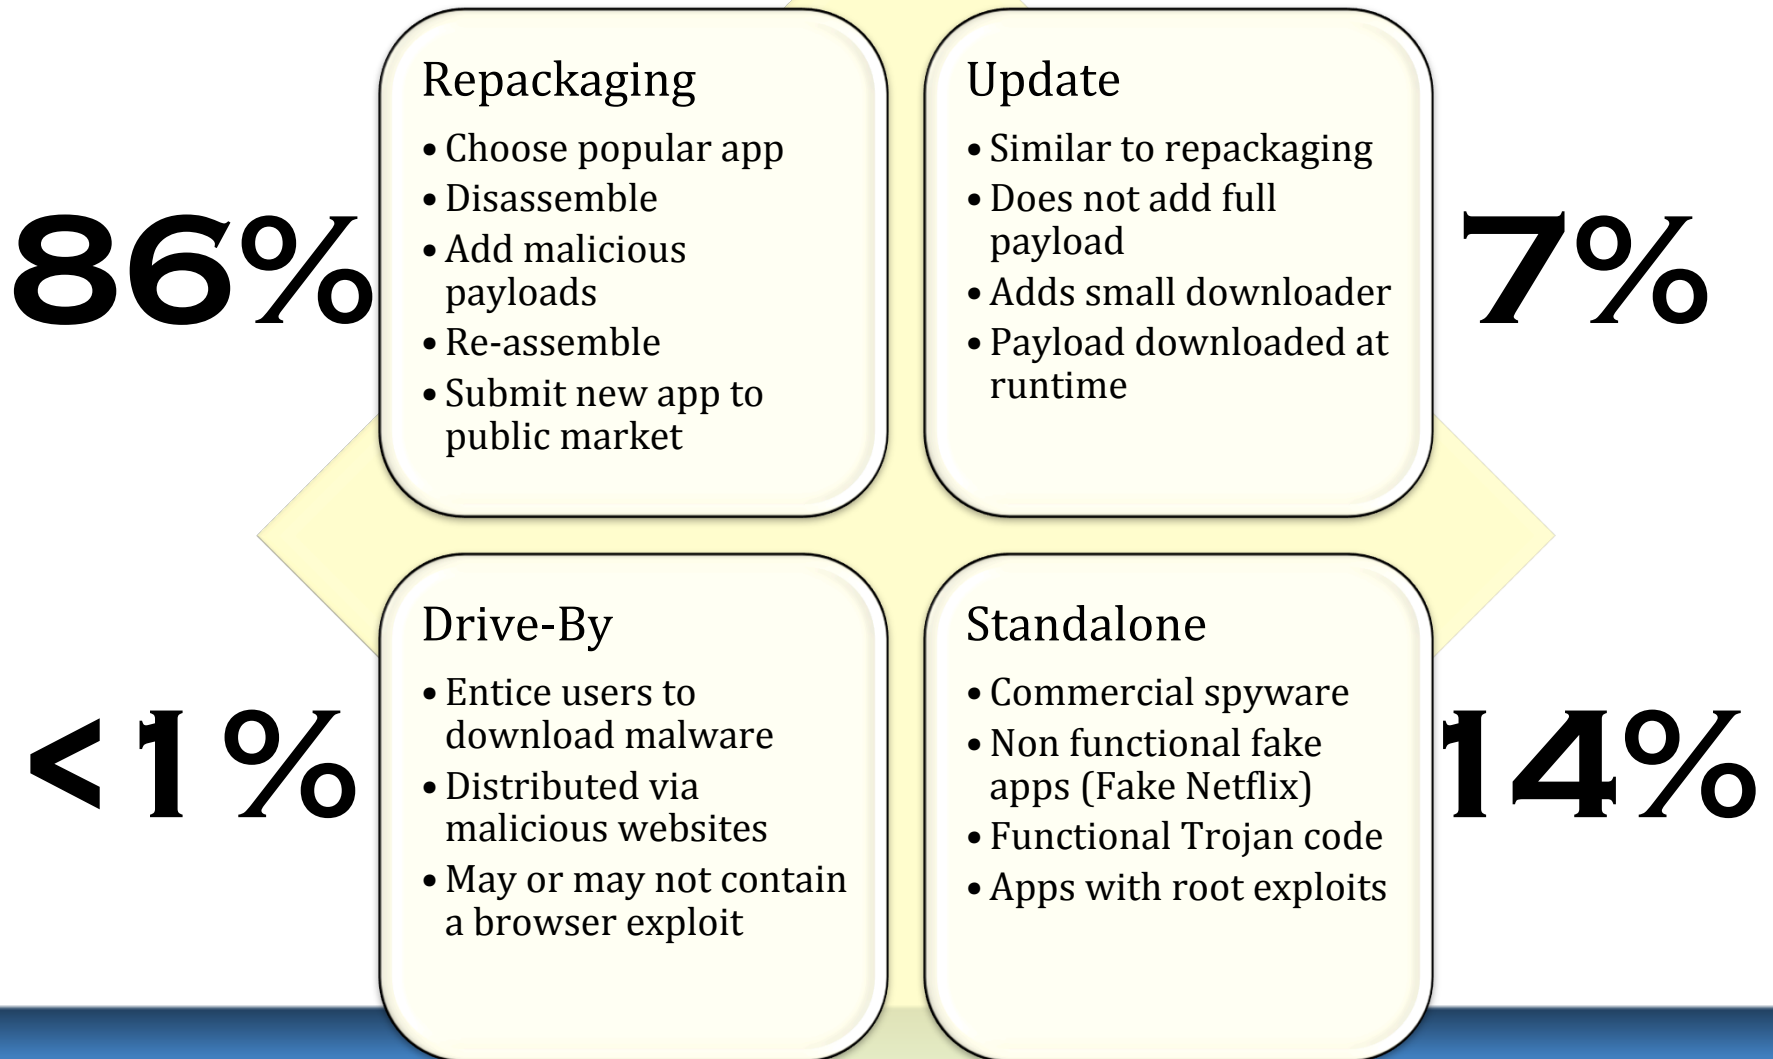 86%
Repackaging
• Choose popular app
• Disassemble
• Add malicious
payloads
• Re-assemble
• Submit new app to
public market
Update
• Similar to repackaging
• Does not add full
payload
• Adds small downloader
• Payload downloaded at
runtime
7%
<1%
Drive-By
• Entice users to
download malware
• Distributed via
malicious websites
• May or may not contain
a browser exploit
Standalone
• Commercial spyware
• Non functional fake
apps (Fake Netflix)
• Functional Trojan code
• Apps with root exploits
14%